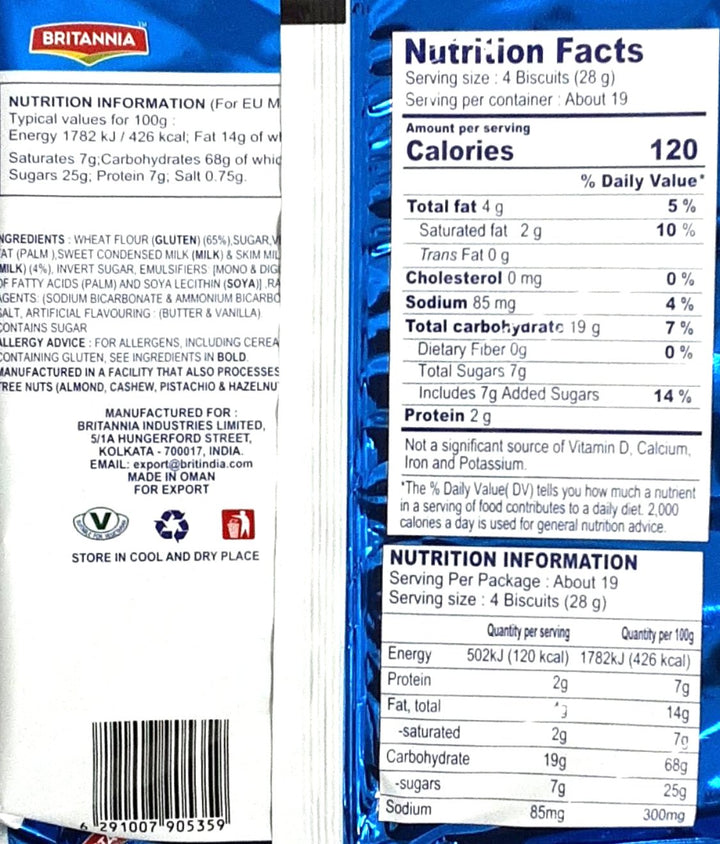 BRITANNIA
TM
NUTRITION INFORMATION (For EU M
Typical values for 100g :
Energy 1782 kJ / 426 kcal; Fat 14g of wh
Saturates 7g;Carbohydrates 68g of whic
Sugars 25g; Protein 7g; Salt 0.75g.
NGREDIENTS : WHEAT FLOUR (GLUTEN) (65%),SUGAR,V
AT (PALM ),SWEET CONDENSED MILK (MILK) & SKIM MIL
MILK) (4%), INVERT SUGAR, EMULSIFIERS [MONO & DIG
OF FATTY ACIDS (PALM) AND SOYA LECITHIN (SOYA)] ,RA
AGENTS: (SODIUM BICARBONATE & AMMONIUM BICARBO
SALT, ARTIFICIAL FLAVOURING : (BUTTER & VANILLA)
CONTAINS SUGAR
ALLERGY ADVICE : FOR ALLERGENS, INCLUDING CEREA
CONTAINING GLUTEN, SEE INGREDIENTS IN BOLD.
MANUFACTURED IN A FACILITY THAT ALSO PROCESSES
TREE NUTS (ALMOND, CASHEW, PISTACHIO & HAZELNU
MANUFACTURED FOR :
BRITANNIA INDUSTRIES LIMITED,
5/1A HUNGERFORD STREET,
KOLKATA - 700017, INDIA.
EMAIL: export@britindia.com
MADE IN OMAN
FOR EXPORT
V
SUITABLE FOR VEGETARIANS
STORE IN COOL AND DRY PLACE
6 291007 905359
Nutrition Facts
Serving size : 4 Biscuits (28 g)
Serving per container : About 19
Amount per serving
Calories 120
% Daily Value*
Total fat 4 g 5 %
Saturated fat 2 g 10 %
Trans Fat 0 g
Cholesterol 0 mg 0 %
Sodium 85 mg 4 %
Total carbohydrate 19 g 7 %
Dietary Fiber 0g 0 %
Total Sugars 7g
Includes 7g Added Sugars 14 %
Protein 2 g
Not a significant source of Vitamin D, Calcium,
Iron and Potassium.
*The % Daily Value( DV) tells you how much a nutrient
in a serving of food contributes to a daily diet. 2,000
calories a day is used for general nutrition advice.
NUTRITION INFORMATION
Serving Per Package : About 19
Serving size : 4 Biscuits (28 g)
Quantity per serving Quantity per 100g
Energy 502kJ (120 kcal) 1782kJ (426 kcal)
Protein 2g 7g
Fat, total 14g
-saturated 2g 7g
Carbohydrate 19g 68g
-sugars 7g 25g
Sodium 85mg 300mg